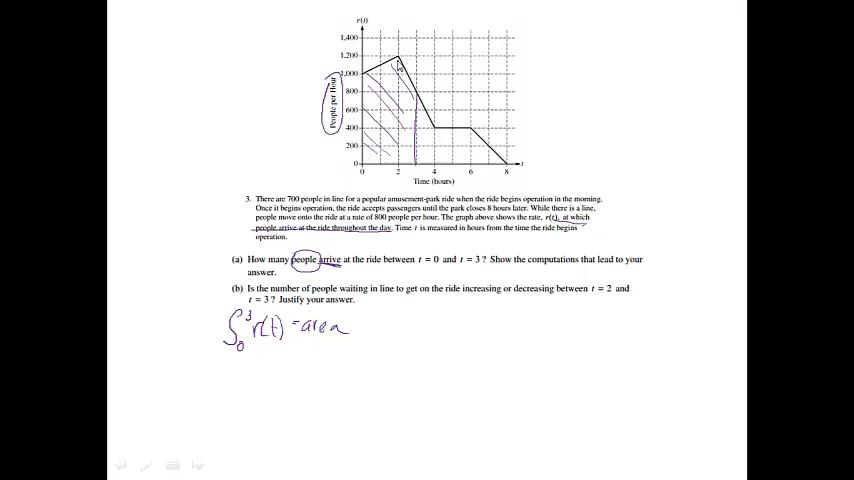 r(t)
1,400
1,200
1,000
800
600
400
200
0
People per Hour
0 2 4 6 8
t
Time (hours)
3. There are 700 people in line for a popular amusement-park ride when the ride begins operation in the morning.
Once it begins operation, the ride accepts passengers until the park closes 8 hours later. While there is a line,
people move onto the ride at a rate of 800 people per hour. The graph above shows the rate, r(t), at which
people arrive at the ride throughout the day. Time t is measured in hours from the time the ride begins
operation.
(a) How many people arrive at the ride between t = 0 and t = 3 ? Show the computations that lead to your
answer.
(b) Is the number of people waiting in line to get on the ride increasing or decreasing between t = 2 and
t = 3 ? Justify your answer.
∫₀³ r(t) = area